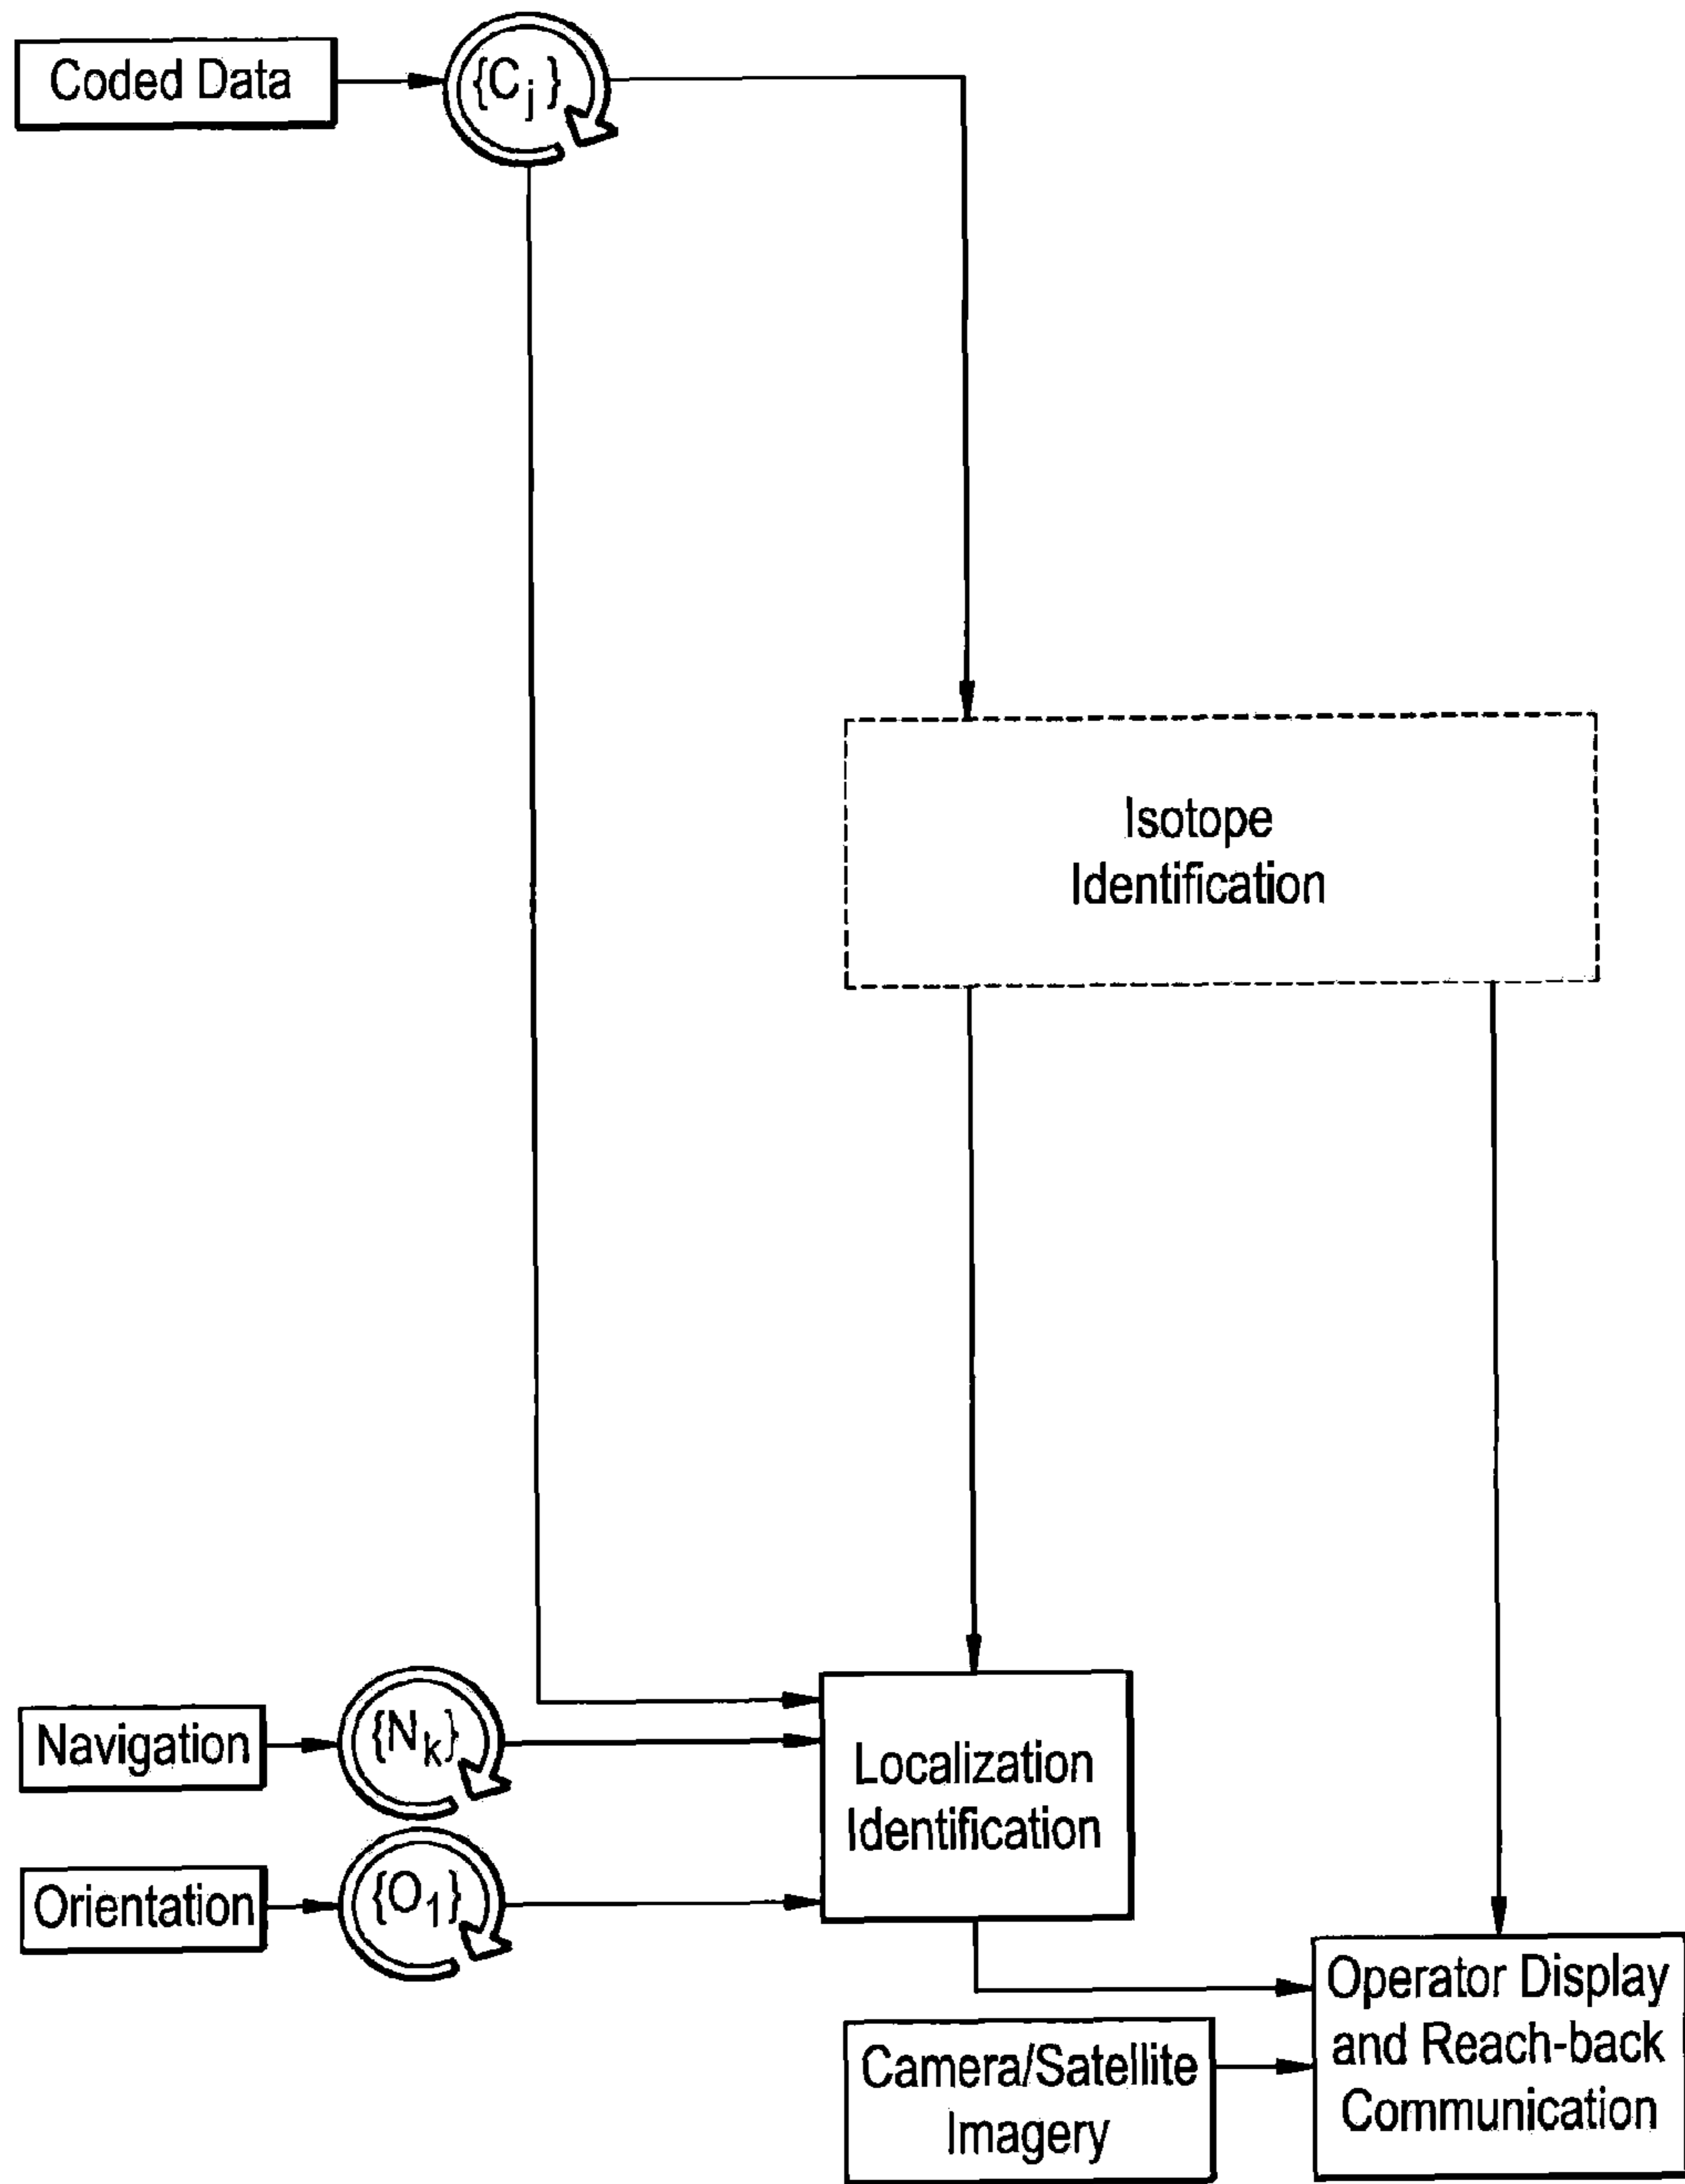 Coded Data
{Cj}
Isotope
Identification
Navigation
{Nk}
Localization
Identification
Orientation
{O1}
Operator Display
and Reach-back
Communication
Camera/Satellite
Imagery